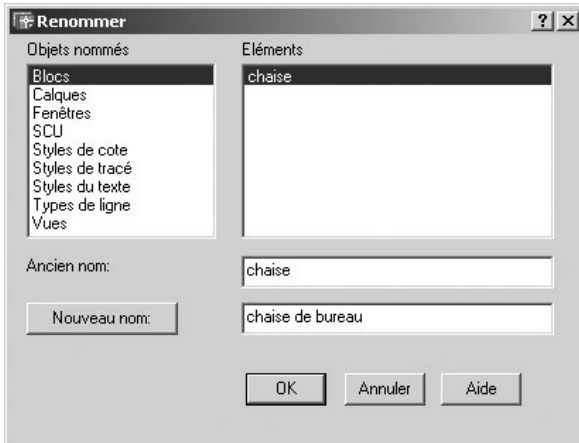 Renommer
Objets nommés
Eléments
Blocs
Calques
Fenêtres
SCU
Styles de cote
Styles de tracé
Styles du texte
Types de ligne
Vues
chaise
Ancien nom:
chaise
Nouveau nom:
chaise de bureau
OK
Annuler
Aide